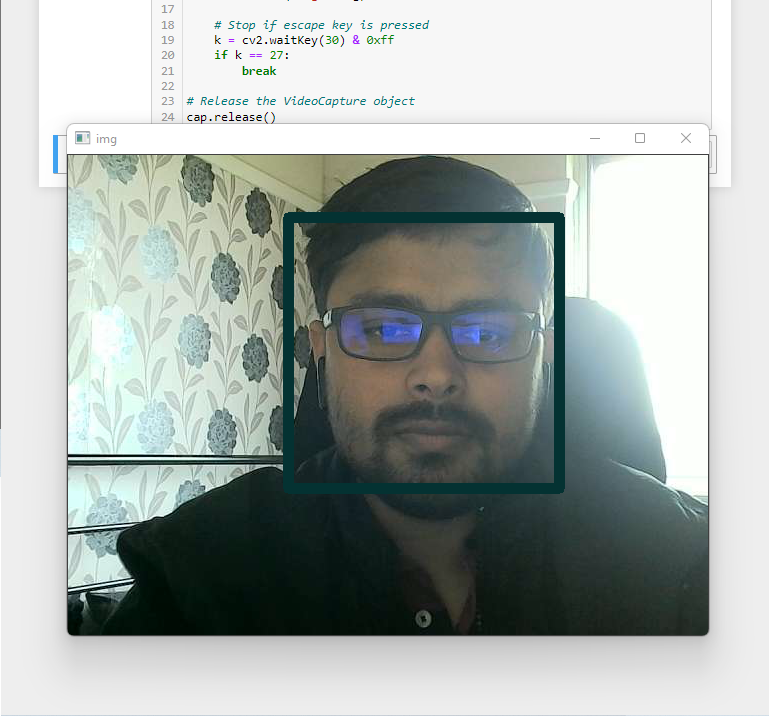 17
18 # Stop if escape key is pressed
19 k = cv2.waitKey(30) & 0xff
20 if k == 27:
21 break
22
23 # Release the VideoCapture object
24 cap.release()
img